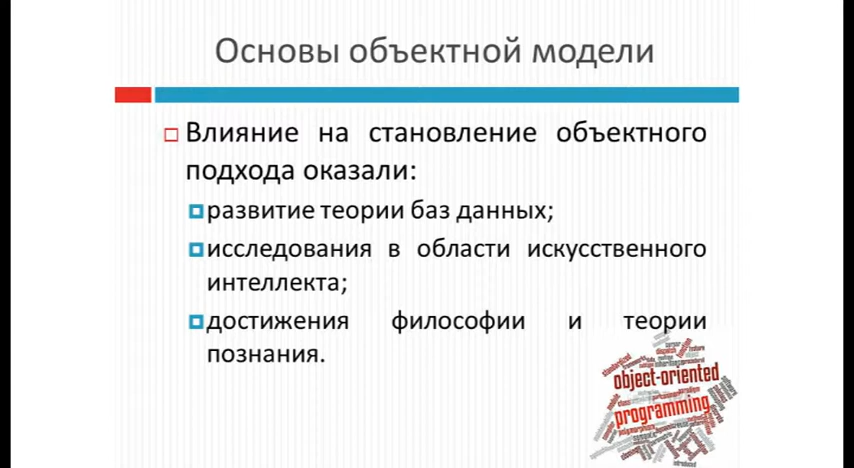 Основы объектной модели
Влияние на становление объектного
подхода оказали:
развитие теории баз данных;
исследования в области искусственного
интеллекта;
достижения философии и теории
познания.
object-oriented
programming